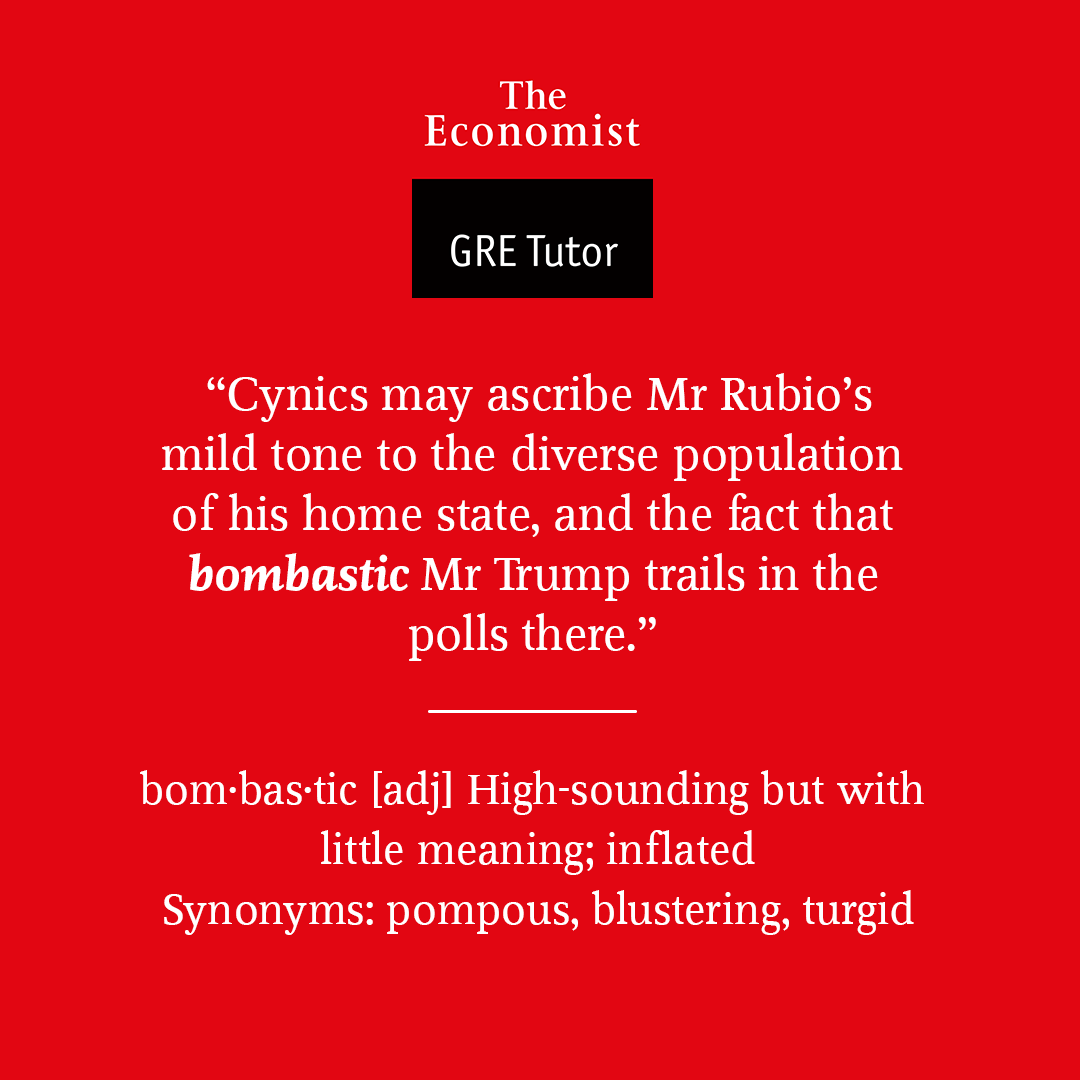 The
Economist
GRE Tutor
“Cynics may ascribe Mr Rubio’s
mild tone to the diverse population
of his home state, and the fact that
bombastic Mr Trump trails in the
polls there.”
bom·bas·tic [adj] High-sounding but with
little meaning; inflated
Synonyms: pompous, blustering, turgid